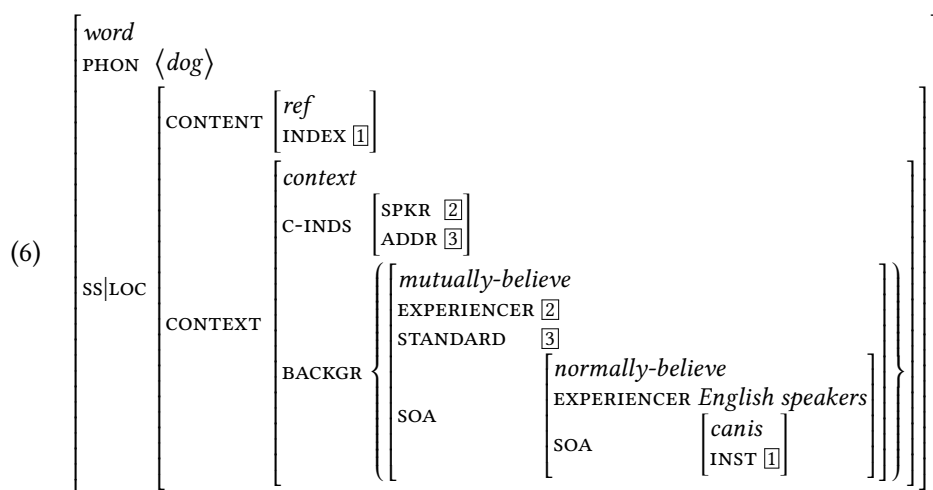 word
PHON ⟨dog⟩
CONTENT [ref
INDEX 1]
context
C-INDS [SPKR 2
ADDR 3]
(6)
SS|LOC
mutually-believe
EXPERIENCER 2
STANDARD 3
CONTEXT
normally-believe
BACKGR
EXPERIENCER English speakers
SOA
canis
SOA
INST 1